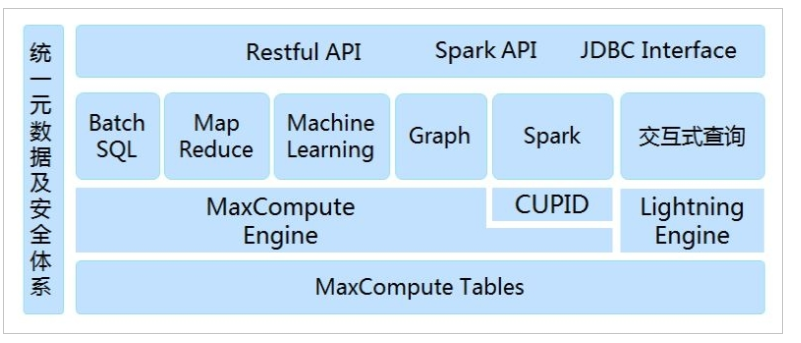 统一元数据及安全体系
Restful API Spark API JDBC Interface
Batch
SQL
Map
Reduce
Machine
Learning
Graph
Spark
交互式查询
MaxCompute
Engine
CUPID
Lightning
Engine
MaxCompute Tables